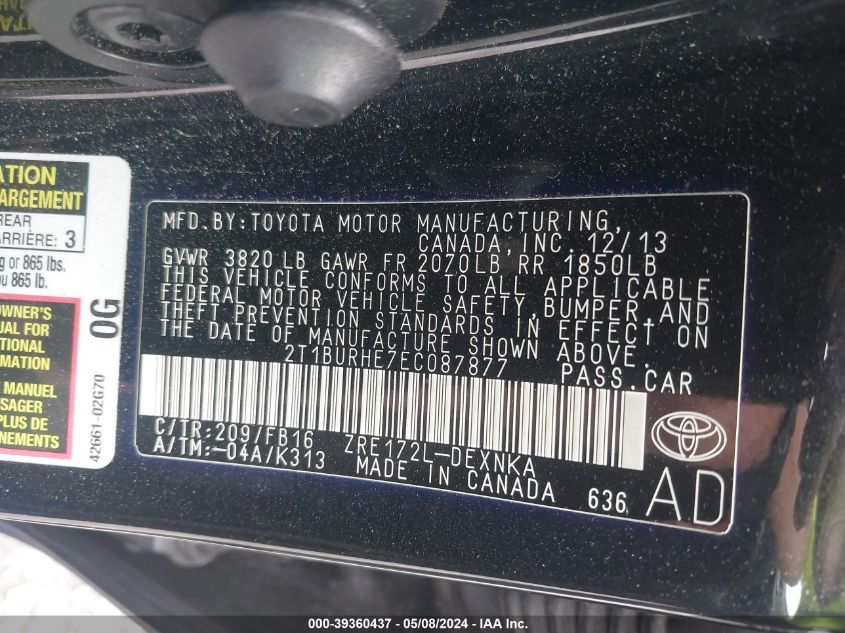 ATION
ARGEMENT
REAR
ARRIÈRE: 3
g or 865 lbs.
ou 865 lb.
OWNER'S
UAL FOR
TIONAL
MATION
MANUEL
SAGER
PLUS DE
EMENTS
42661-02G70
0G
MFD.BY:TOYOTA MOTOR MANUFACTURING,
CANADA,INC. 12/13
GVWR 3820 LB GAWR FR 2070LB RR 1850LB
THIS VEHICLE CONFORMS TO ALL APPLICABLE
FEDERAL MOTOR VEHICLE SAFETY,BUMPER,AND
THEFT PREVENTION STANDARDS IN EFFECT ON
THE DATE OF MANUFACTURE SHOWN ABOVE.
2T1BURHE7EC087877
PASS.CAR
C/TR:209/FB16 ZRE172L-DEXNKA
A/TM:-04A/K313 MADE IN CANADA
636 AD
000-39360437 - 05/08/2024 - IAA Inc.